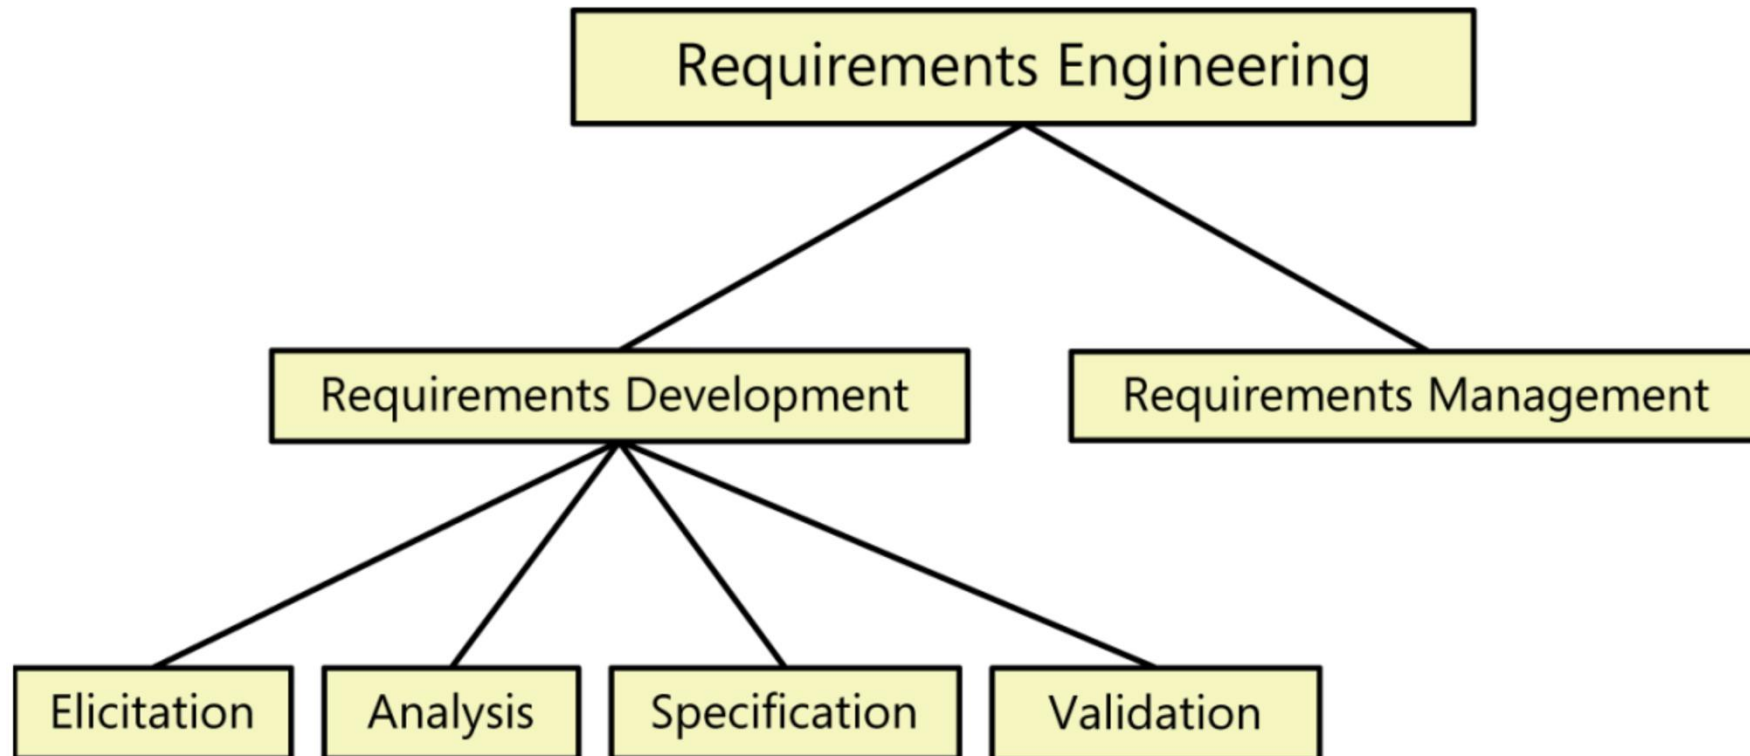 Requirements Engineering
Requirements Development
Requirements Management
Elicitation
Analysis
Specification
Validation